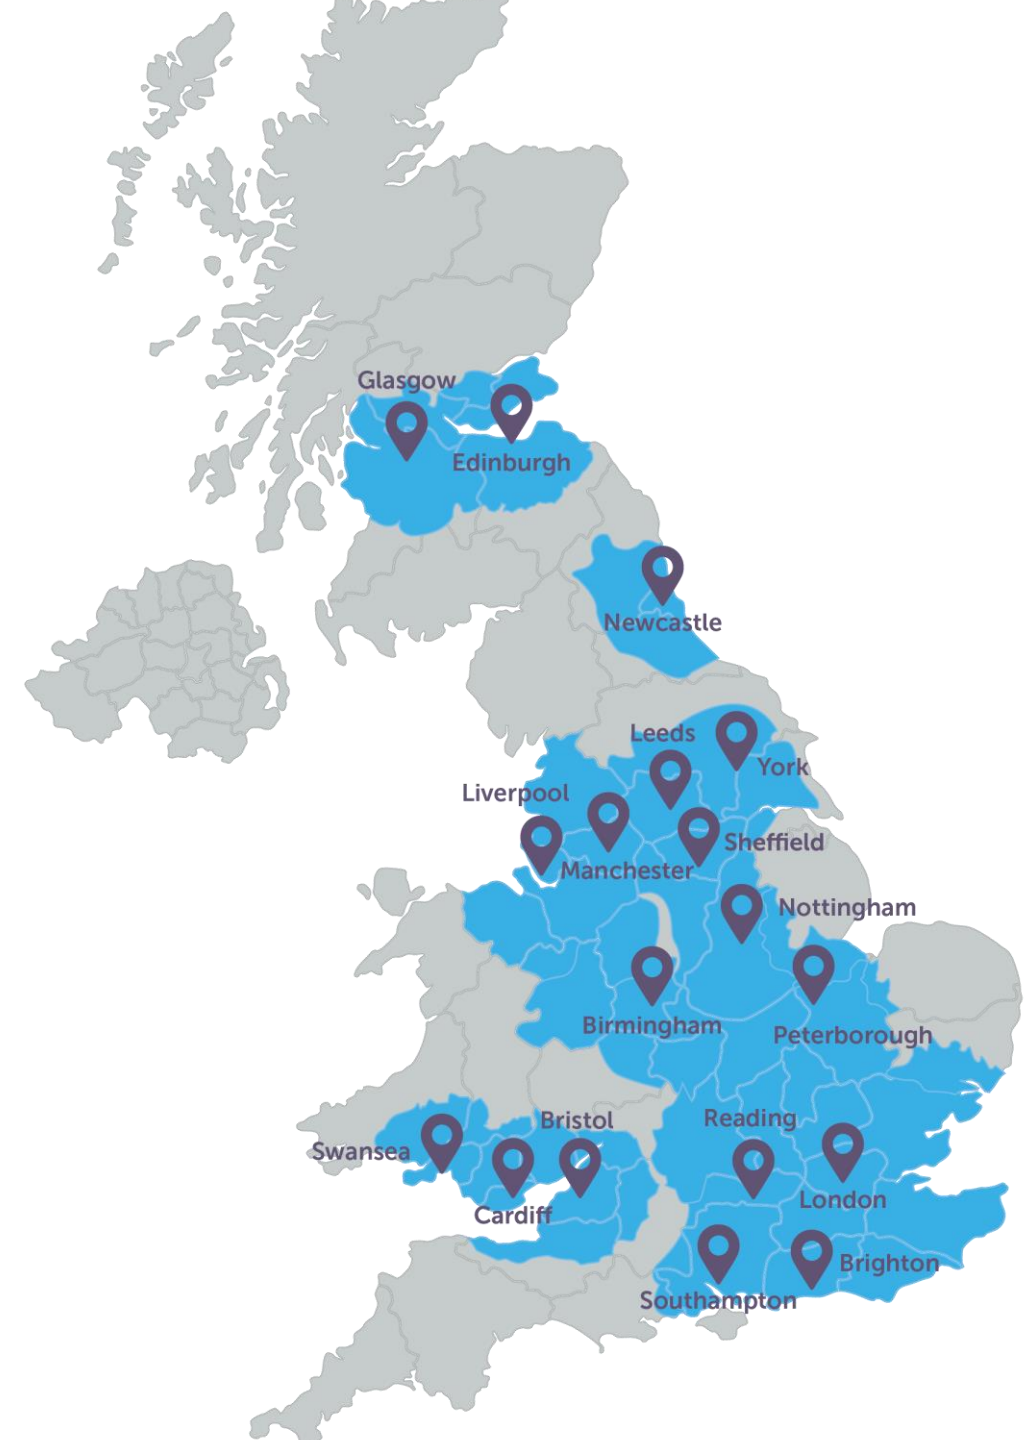 Glasgow
Edinburgh
Newcastle
Leeds
York
Liverpool
Sheffield
Manchester
Nottingham
Birmingham
Peterborough
Reading
Bristol
Swansea
London
Cardiff
Brighton
Southampton